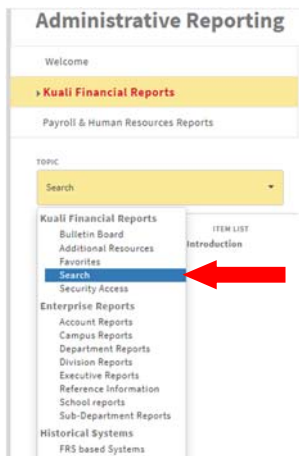 Administrative Reporting
Welcome
› Kuali Financial Reports
Payroll & Human Resources Reports
TOPIC
Search
Kuali Financial Reports
Bulletin Board
ITEM LIST
Additional Resources
Introduction
Favorites
Search
Security Access
Enterprise Reports
Account Reports
Campus Reports
Department Reports
Division Reports
Executive Reports
Reference Information
School reports
Sub-Department Reports
Historical Systems
FRS based Systems